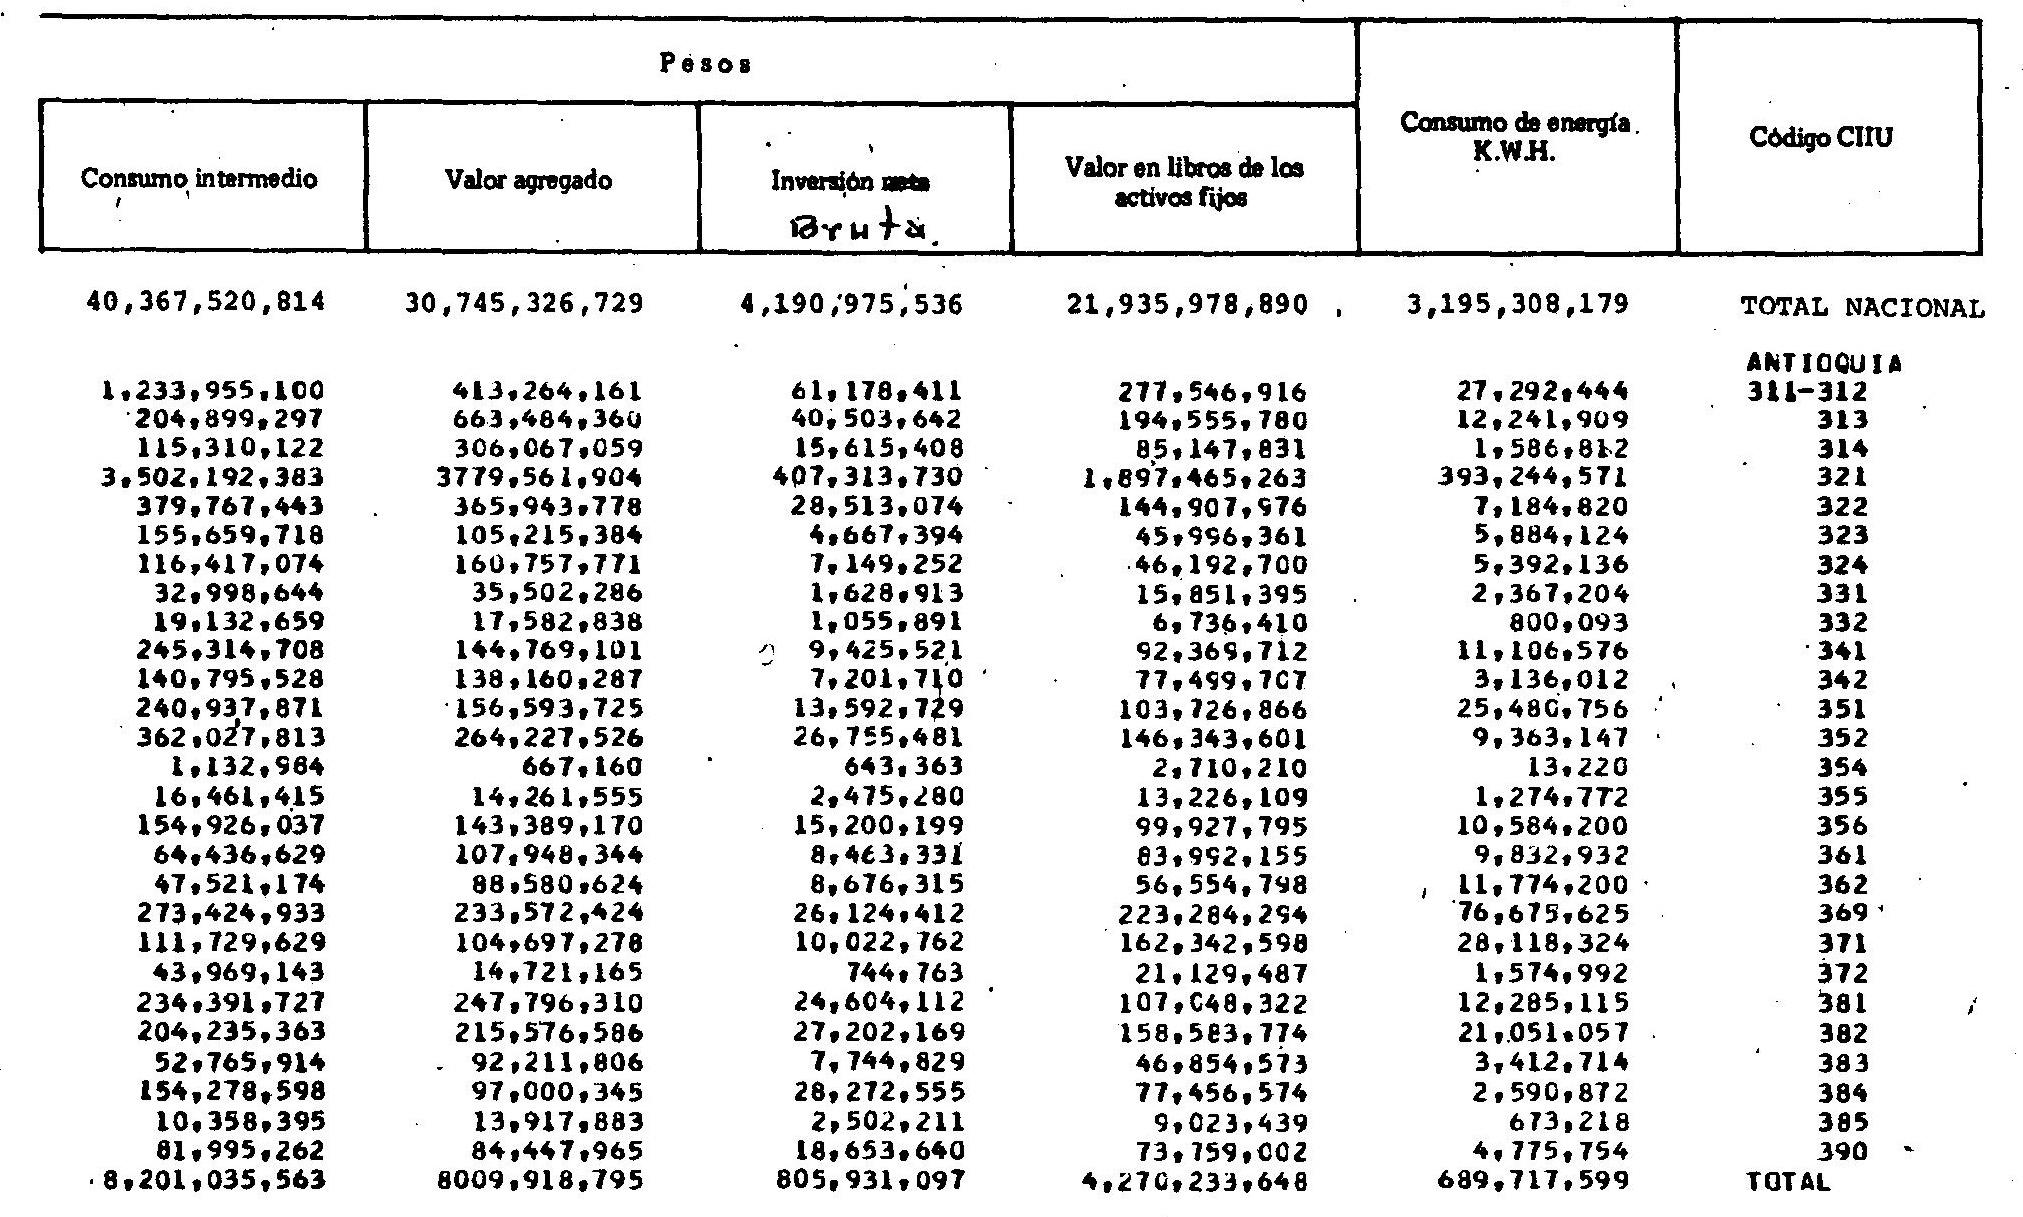 Pesos
Consumo intermedio Valor agregado Inversión neta Bruta. Valor en libros de los activos fijos Consumo de energía K.W.H. Código CIIU
40,367,520,814 30,745,326,729 4,190,975,536 21,935,978,890 3,195,308,179 TOTAL NACIONAL
ANTIOQUIA
1,233,955,100 413,264,161 61,178,411 277,546,916 27,292,444 311-312
204,899,297 663,484,360 40,503,642 194,555,780 12,241,909 313
115,310,122 306,067,059 15,615,408 85,147,831 1,586,812 314
3,502,192,383 3779,561,904 407,313,730 1,897,465,263 393,244,571 321
379,767,443 365,943,778 28,513,074 144,907,976 7,184,820 322
155,659,718 105,215,384 4,667,394 45,996,361 5,884,124 323
116,417,074 160,757,771 7,149,252 46,192,700 5,392,136 324
32,998,644 35,502,286 1,628,913 15,851,395 2,367,204 331
19,132,659 17,582,838 1,055,891 6,736,410 800,093 332
245,314,708 144,769,101 9,425,521 92,369,712 11,106,576 341
140,795,528 138,160,287 7,201,710 77,499,707 3,136,012 342
240,937,871 156,593,725 13,592,729 103,726,866 25,480,756 351
362,027,813 264,227,526 26,755,481 146,343,601 9,363,147 352
1,132,984 667,160 643,363 2,710,210 13,220 354
16,461,415 14,261,555 2,475,280 13,226,109 1,274,772 355
154,926,037 143,389,170 15,200,199 99,927,795 10,584,200 356
64,436,629 107,948,344 8,463,331 83,992,155 9,832,932 361
47,521,174 88,580,624 8,676,315 56,554,798 11,774,200 362
273,424,933 233,572,424 26,124,412 223,284,294 76,675,625 369
111,729,629 104,697,278 10,022,762 162,342,598 28,118,324 371
43,969,143 14,721,165 744,763 21,129,487 1,574,992 372
234,391,727 247,796,310 24,604,112 107,048,322 12,285,115 381
204,235,363 215,576,586 27,202,169 158,583,774 21,051,057 382
52,765,914 92,211,806 7,744,829 46,854,573 3,412,714 383
154,278,598 97,000,345 28,272,555 77,456,574 2,590,872 384
10,358,395 13,917,883 2,502,211 9,023,439 673,218 385
81,995,262 84,447,965 18,653,640 73,759,002 4,775,754 390
8,201,035,563 8009,918,795 805,931,097 4,270,233,648 689,717,599 TOTAL